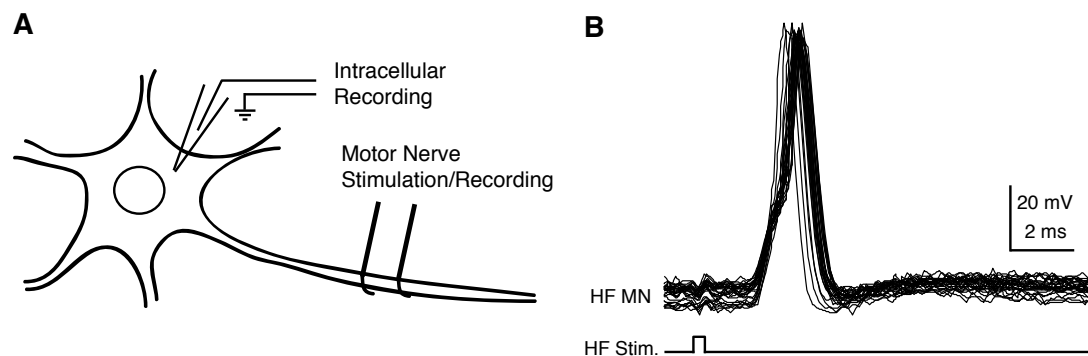 A
Intracellular
Recording
Motor Nerve
Stimulation/Recording
B
20 mV
2 ms
HF MN
HF Stim.